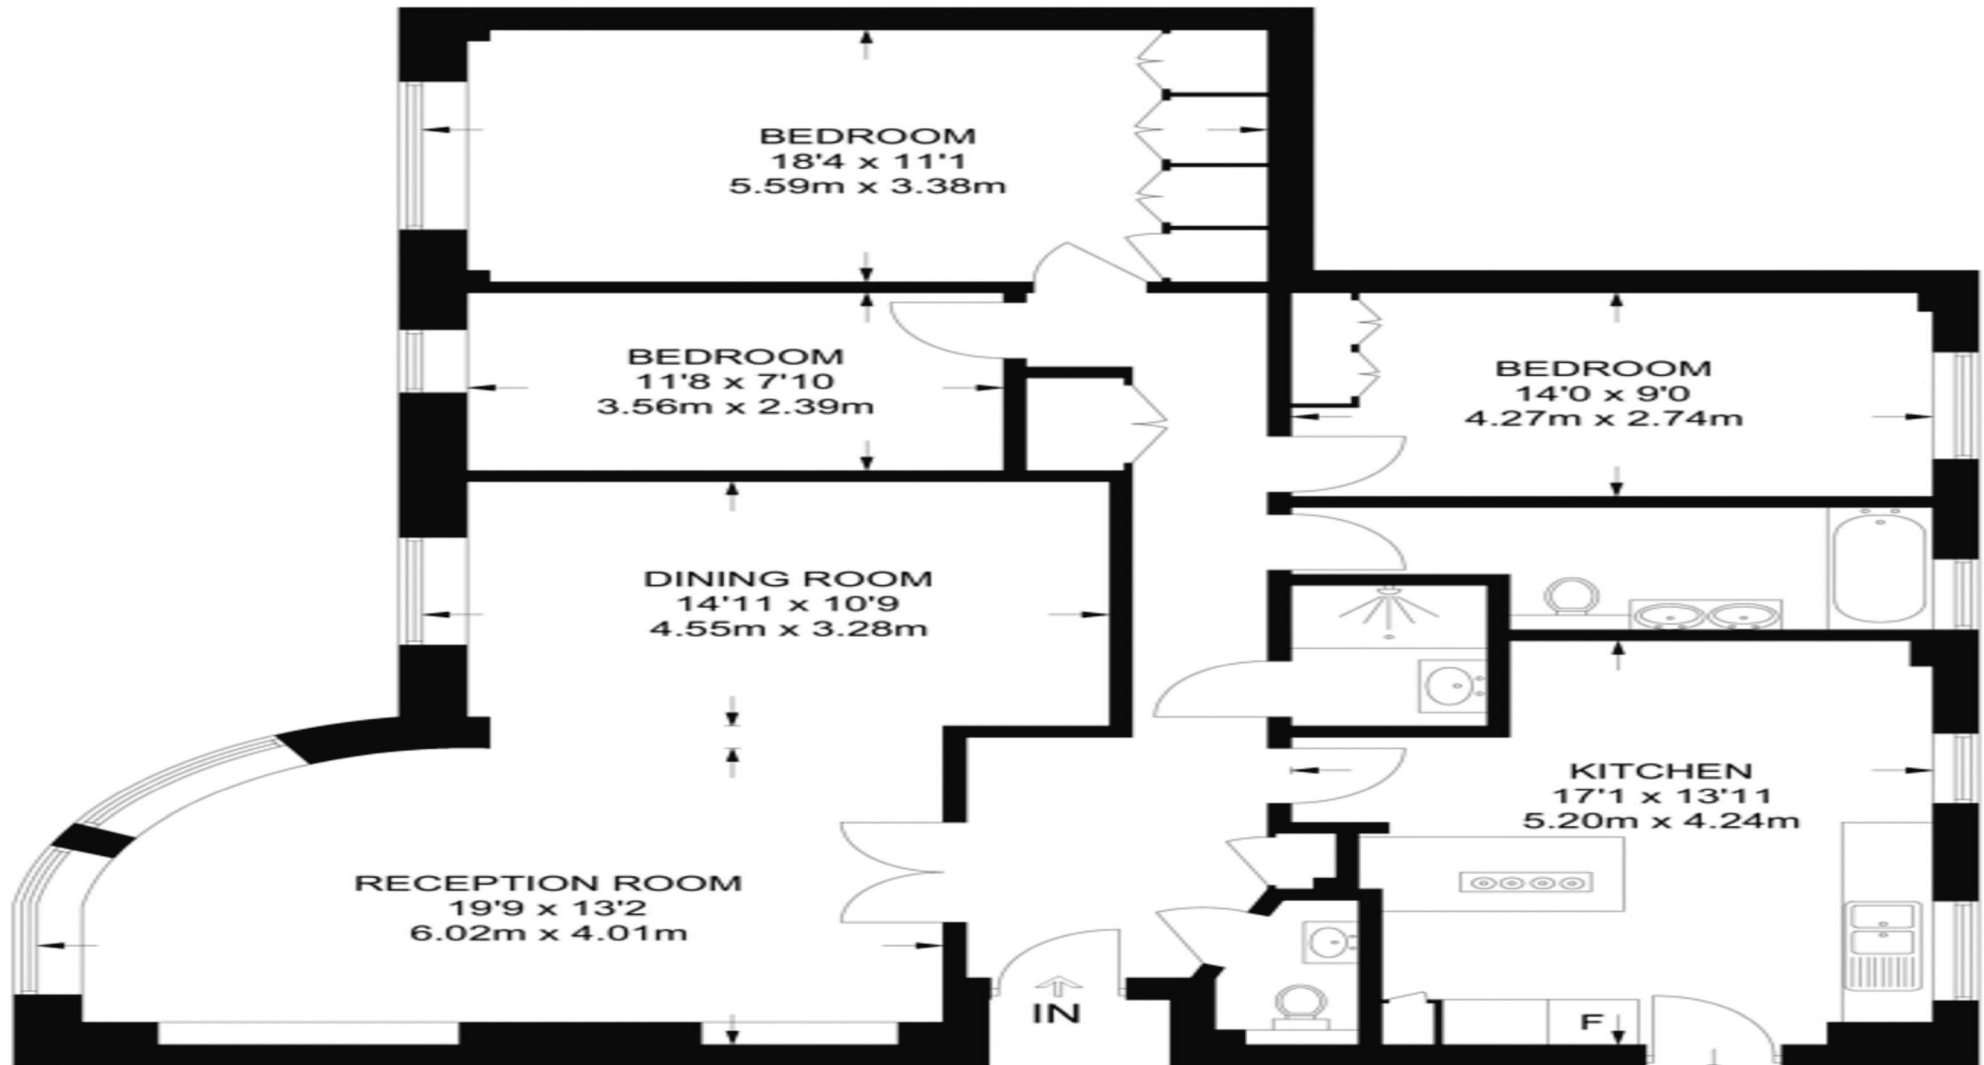 BEDROOM
18'4 x 11'1
5.59m x 3.38m
BEDROOM
11'8 x 7'10
3.56m x 2.39m
BEDROOM
14'0 x 9'0
4.27m x 2.74m
DINING ROOM
14'11 x 10'9
4.55m x 3.28m
KITCHEN
17'1 x 13'11
5.20m x 4.24m
RECEPTION ROOM
19'9 x 13'2
6.02m x 4.01m
IN
F